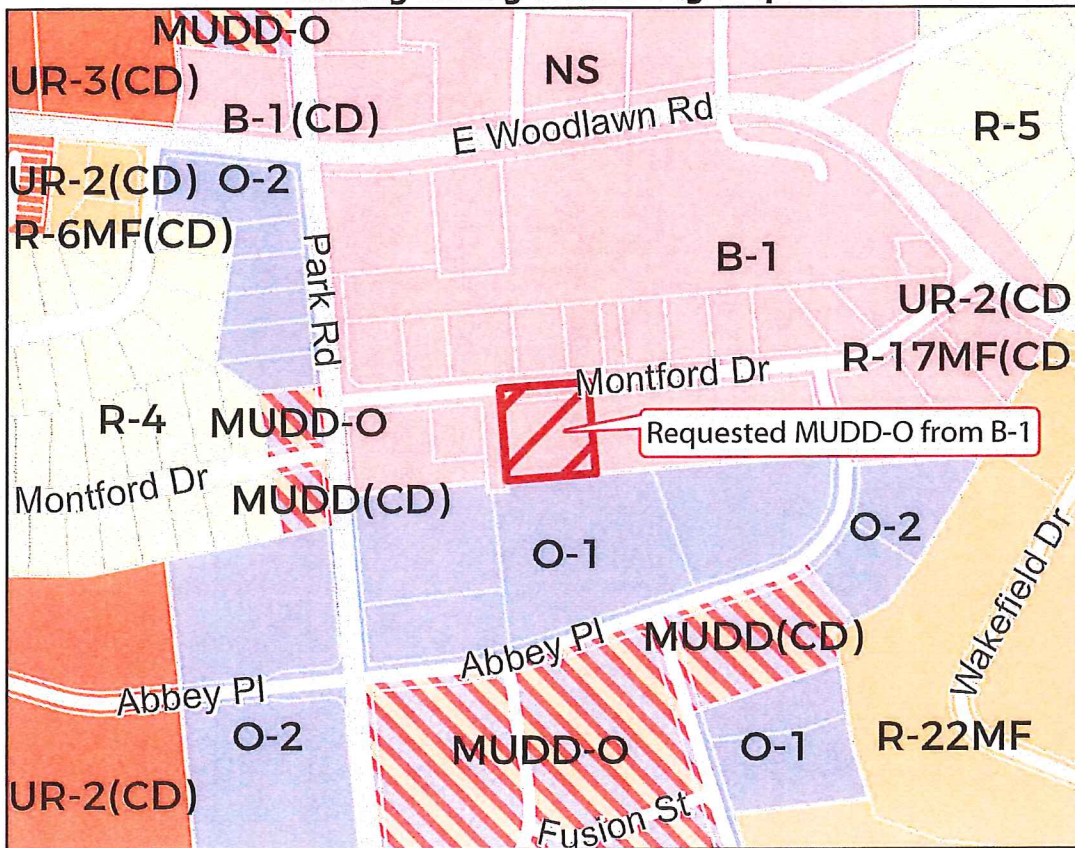 MUDD-O
UR-3(CD)
NS
B-1(CD)
E Woodlawn Rd
R-5
UR-2(CD)
O-2
R-6MF(CD)
Park Rd
B-1
UR-2(CD
R-17MF(CD
Montford Dr
R-4
MUDD-O
Requested MUDD-O from B-1
Montford Dr
MUDD(CD)
O-1
O-2
Wakefield Dr
MUDD(CD)
Abbey Pl
Abbey Pl
O-2
MUDD-O
O-1
R-22MF
UR-2(CD)
Fusion St